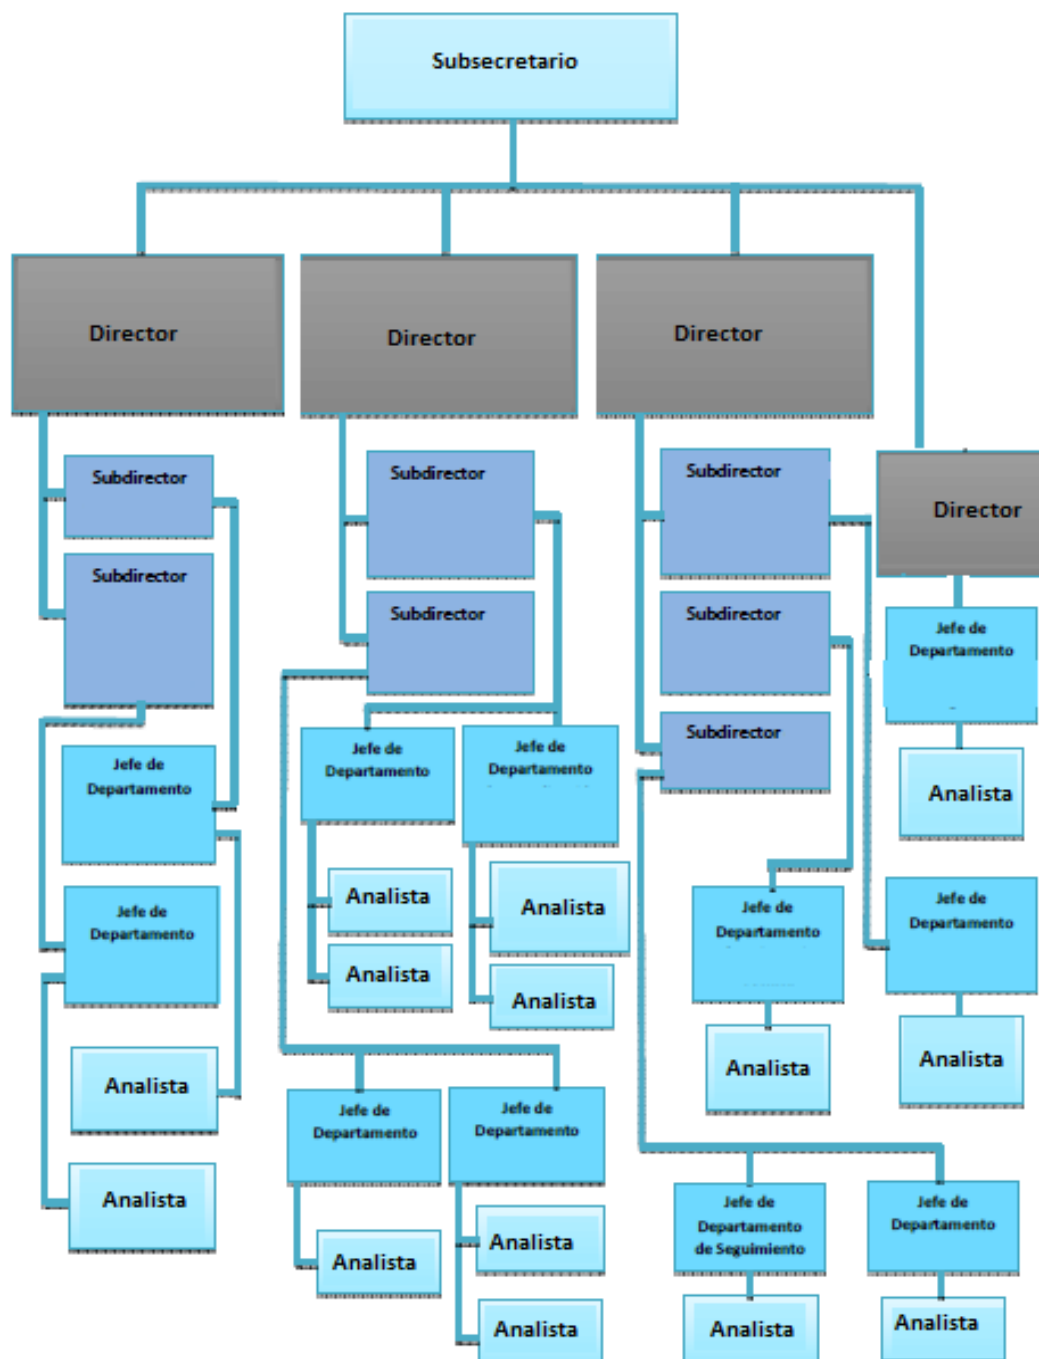 Subsecretario
Director
Director
Director
Director
Subdirector
Subdirector
Subdirector
Subdirector
Subdirector
Subdirector
Subdirector
Jefe de
Departamento
Analista
Jefe de
Departamento
Jefe de
Departamento
Jefe de
Departamento
Analista
Analista
Analista
Analista
Jefe de
Departamento
Jefe de
Departamento
Jefe de
Departamento
Analista
Analista
Analista
Analista
Jefe de
Departamento
Jefe de
Departamento
Analista
Analista
Analista
Jefe de
Departamento
de Seguimiento
Jefe de
Departamento
Analista
Analista